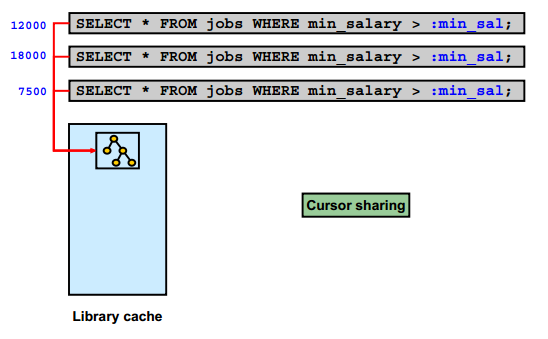 12000 SELECT * FROM jobs WHERE min_salary > :min_sal;
18000 SELECT * FROM jobs WHERE min_salary > :min_sal;
7500 SELECT * FROM jobs WHERE min_salary > :min_sal;
Cursor sharing
Library cache